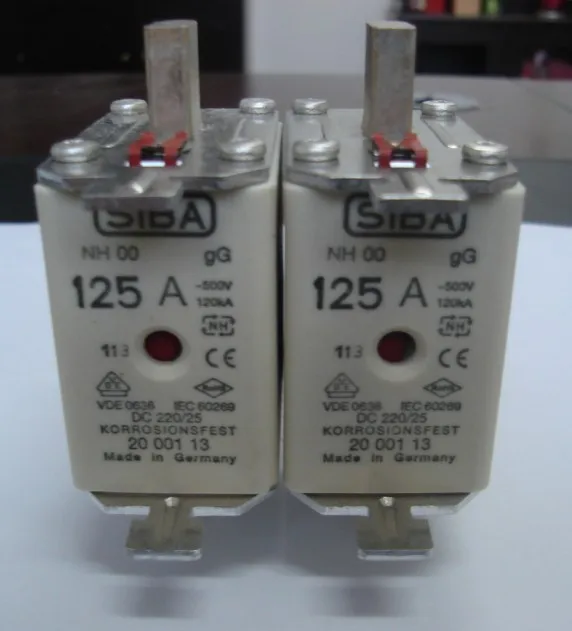 SIBA
NH 00 gG
125 A ~500V
120kA
NH
113 CE
VDE 0636 IEC 60269
DC 220/25
KORROSIONSFEST
20 001 13
Made in Germany
SIBA
NH 00 gG
125 A ~500V
120kA
NH
113 CE
VDE 0636 IEC 60269
DC 220/25
KORROSIONSFEST
20 001 13
Made in Germany